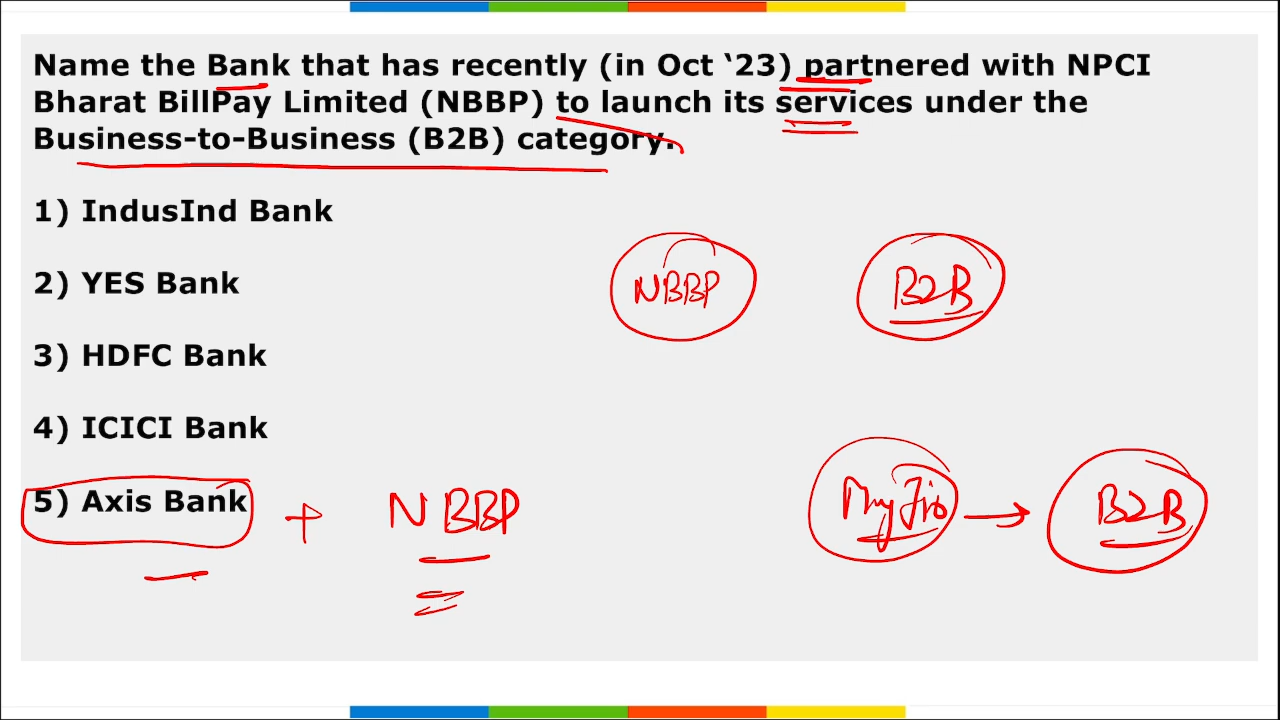 Name the Bank that has recently (in Oct ‘23) partnered with NPCI
Bharat BillPay Limited (NBBP) to launch its services under the
Business-to-Business (B2B) category.
1) IndusInd Bank
2) YES Bank
NBBP B2B
3) HDFC Bank
4) ICICI Bank
5) Axis Bank + NBBP
B2B